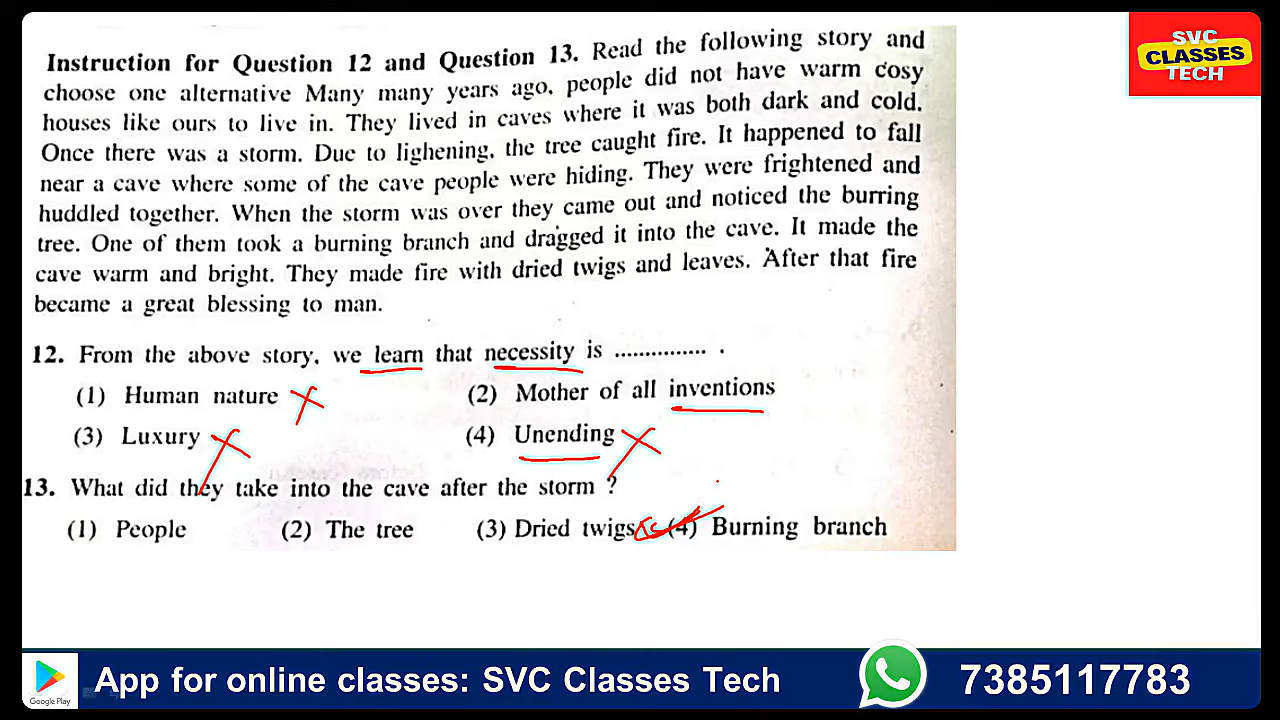 SVC
CLASSES
TECH
Instruction for Question 12 and Question 13. Read the following story and
choose one alternative Many many years ago, people did not have warm cosy
houses like ours to live in. They lived in caves where it was both dark and cold.
Once there was a storm. Due to lighening, the tree caught fire. It happened to fall
near a cave where some of the cave people were hiding. They were frightened and
huddled together. When the storm was over they came out and noticed the burring
tree. One of them took a burning branch and dragged it into the cave. It made the
cave warm and bright. They made fire with dried twigs and leaves. After that fire
became a great blessing to man.
12. From the above story, we learn that necessity is ............... .
(1) Human nature (2) Mother of all inventions
(3) Luxury (4) Unending
13. What did they take into the cave after the storm ?
(1) People (2) The tree (3) Dried twigs (4) Burning branch
Google Play
App for online classes: SVC Classes Tech 7385117783